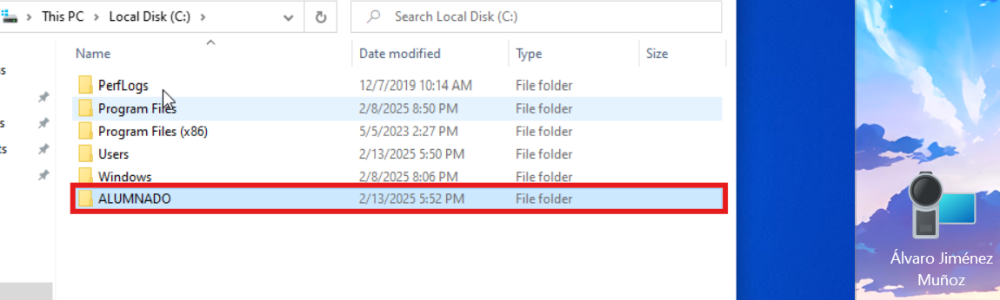 This PC > Local Disk (C:) >
Search Local Disk (C:)
Name Date modified Type Size
PerfLogs 12/7/2019 10:14 AM File folder
Program Files 2/8/2025 8:50 PM File folder
Program Files (x86) 5/5/2023 2:27 PM File folder
Users 2/13/2025 5:50 PM File folder
Windows 2/8/2025 8:06 PM File folder
ALUMNADO 2/13/2025 5:52 PM File folder
Álvaro Jiménez
Muñoz